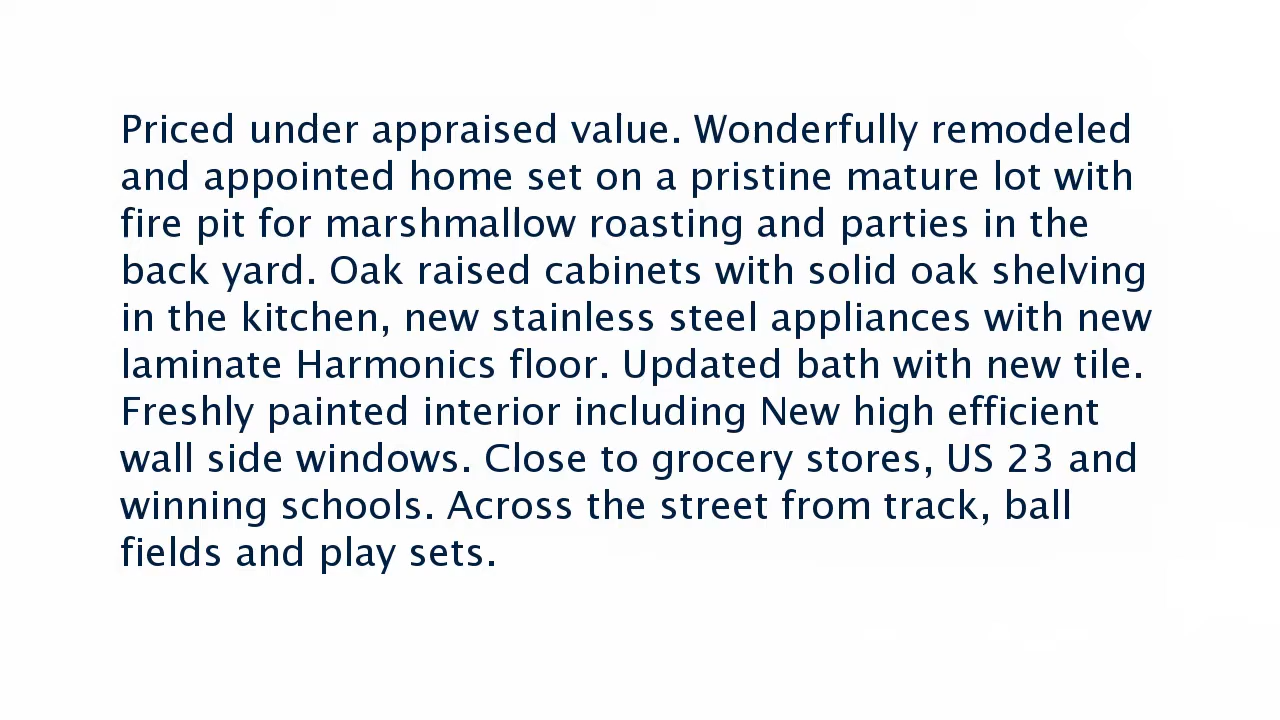 Priced under appraised value. Wonderfully remodeled
and appointed home set on a pristine mature lot with
fire pit for marshmallow roasting and parties in the
back yard. Oak raised cabinets with solid oak shelving
in the kitchen, new stainless steel appliances with new
laminate Harmonics floor. Updated bath with new tile.
Freshly painted interior including New high efficient
wall side windows. Close to grocery stores, US 23 and
winning schools. Across the street from track, ball
fields and play sets.